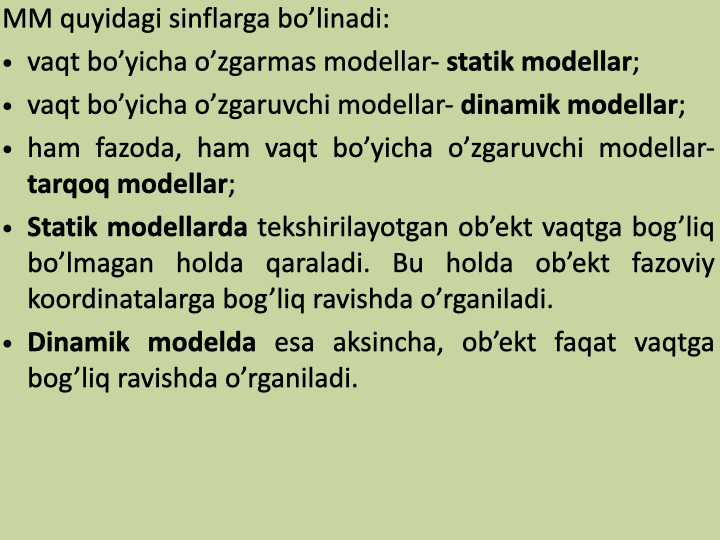 MM quyidagi sinflarga bo’linadi:
• vaqt bo’yicha o’zgarmas modellar- statik modellar;
• vaqt bo’yicha o’zgaruvchi modellar- dinamik modellar;
• ham fazoda, ham vaqt bo’yicha o’zgaruvchi modellar-
tarqoq modellar;
• Statik modellarda tekshirilayotgan ob’ekt vaqtga bog’liq
bo’lmagan holda qaraladi. Bu holda ob’ekt fazoviy
koordinatalarga bog’liq ravishda o’rganiladi.
• Dinamik modelda esa aksincha, ob’ekt faqat vaqtga
bog’liq ravishda o’rganiladi.